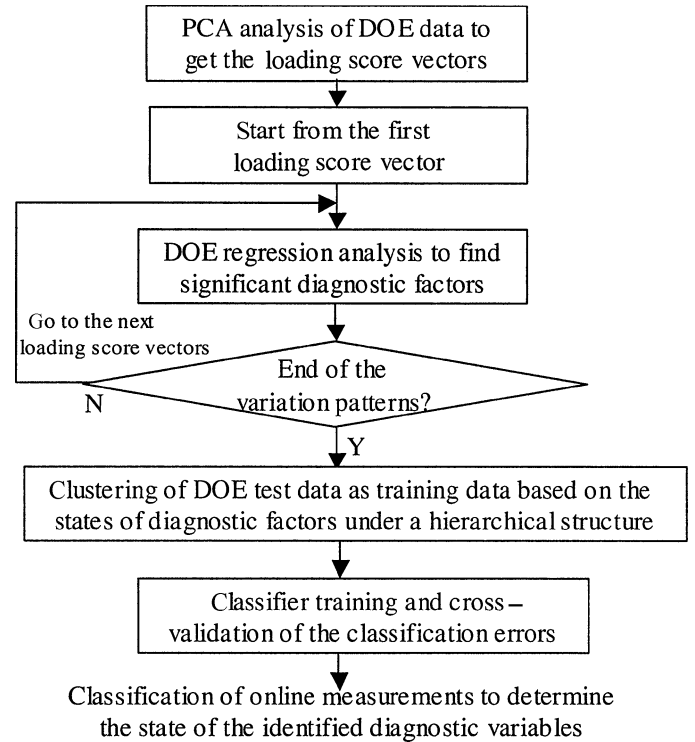 PCA analysis of DOE data to
get the loading score vectors
Start from the first
loading score vector
DOE regression analysis to find
significant diagnostic factors
Go to the next
loading score vectors
End of the
variation patterns?
N
Y
Clustering of DOE test data as training data based on the
states of diagnostic factors under a hierarchical structure
Classifier training and cross–
validation of the classification errors
Classification of online measurements to determine
the state of the identified diagnostic variables